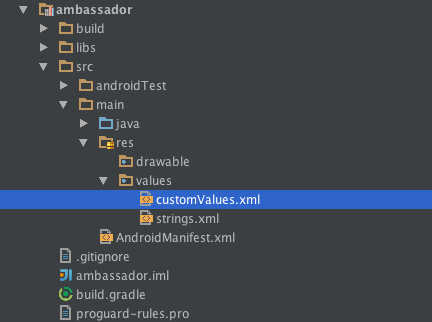 ambassador
build
libs
src
androidTest
main
java
res
drawable
values
customValues.xml
strings.xml
AndroidManifest.xml
.gitignore
ambassador.iml
build.gradle
proguard-rules.pro